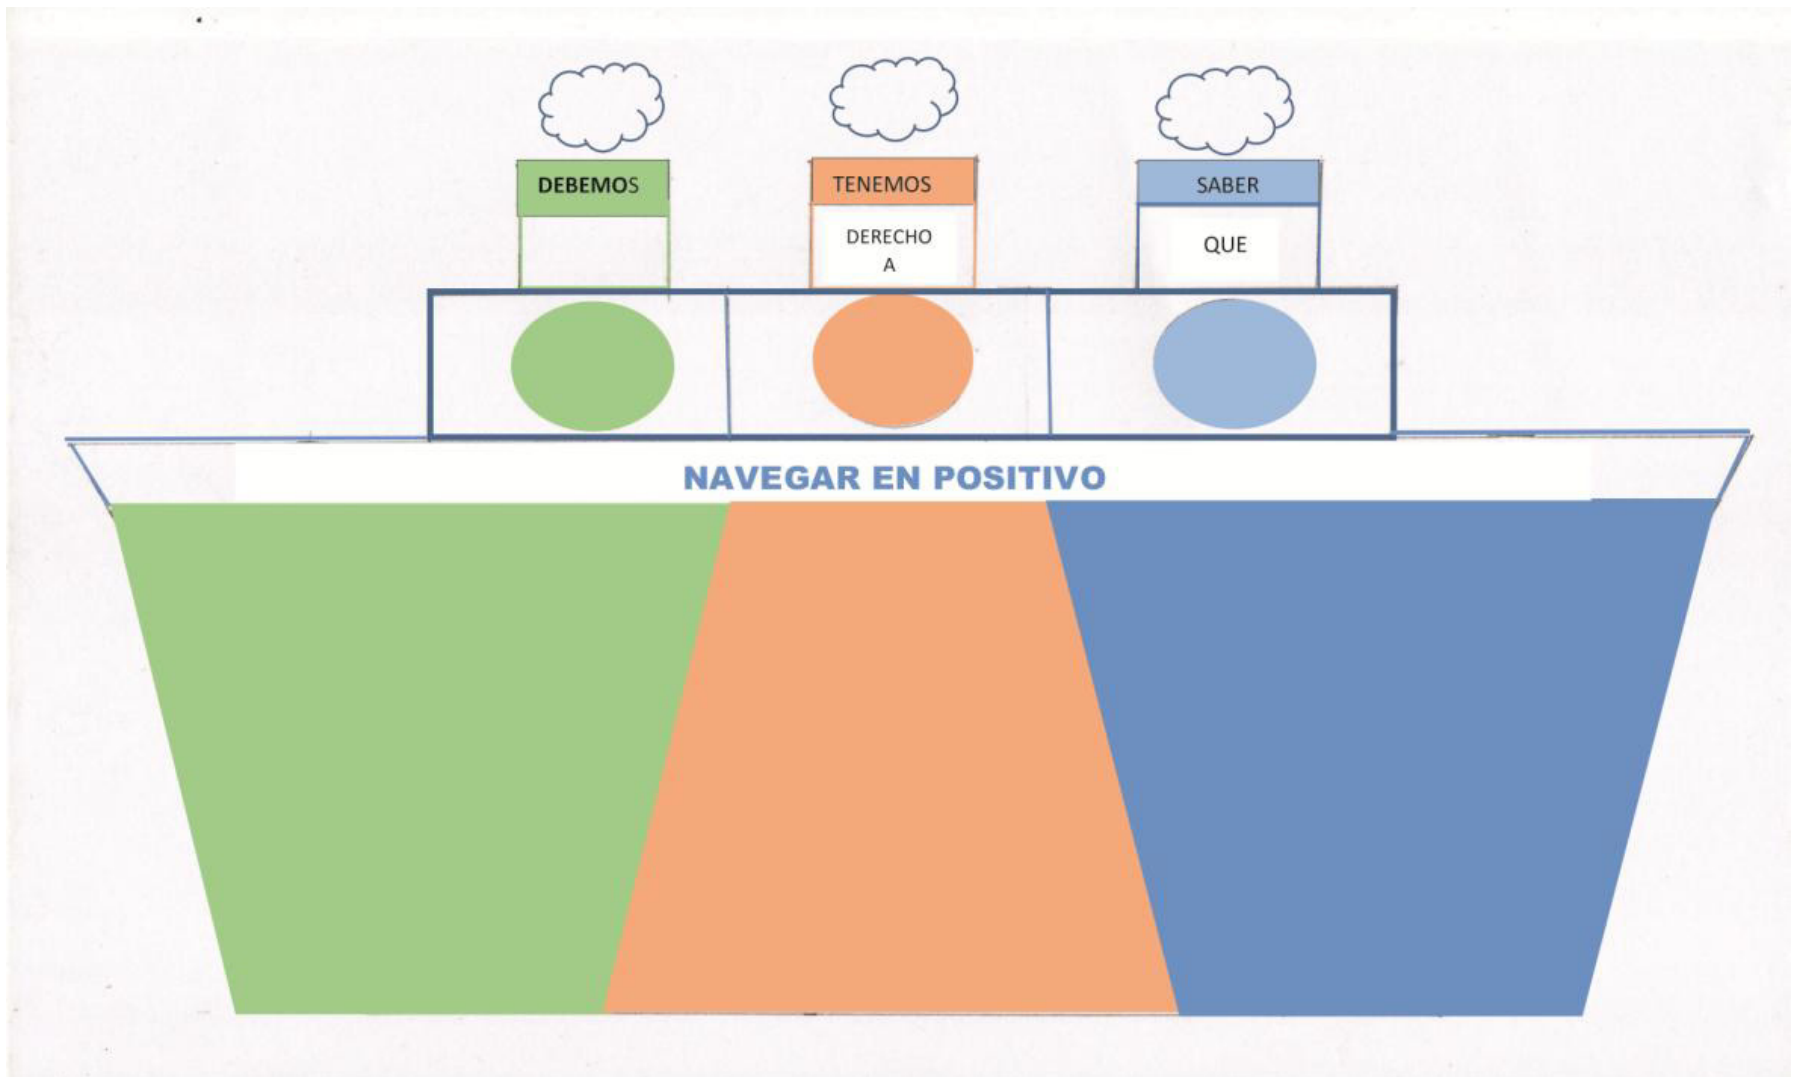 DEBEMOS
TENEMOS
DERECHO
A
SABER
QUE
NAVEGAR EN POSITIVO